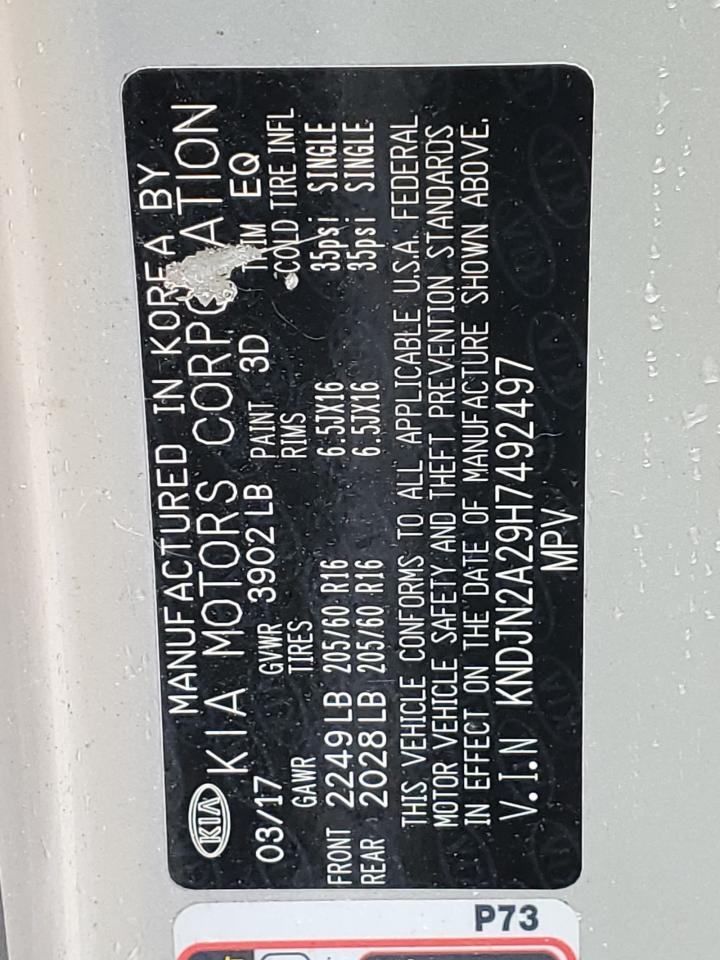 MANUFACTURED IN KOREA BY
KIA KIA MOTORS CORPORATION
03/17 GVWR 3902 LB PAINT 3D TRIM EQ
GAWR TIRES RIMS COLD TIRE INFL
FRONT 2249 LB 205/60 R16 6.5JX16 35psi SINGLE
REAR 2028 LB 205/60 R16 6.5JX16 35psi SINGLE
THIS VEHICLE CONFORMS TO ALL APPLICABLE U.S.A. FEDERAL
MOTOR VEHICLE SAFETY AND THEFT PREVENTION STANDARDS
IN EFFECT ON THE DATE OF MANUFACTURE SHOWN ABOVE.
V.I.N KNDJN2A29H7492497
MPV
P73